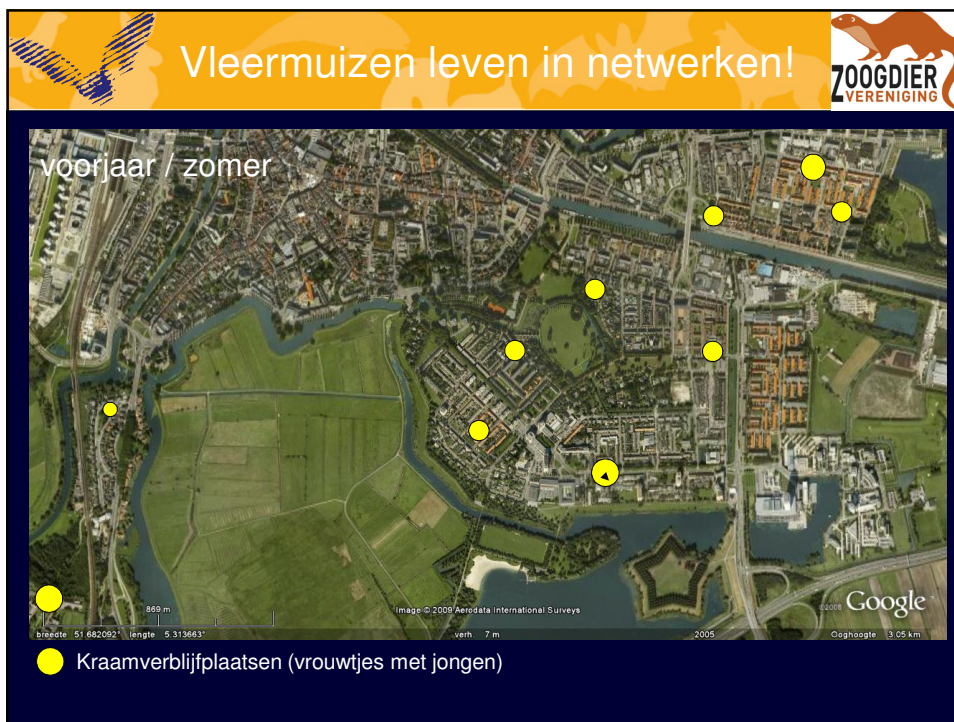 Vleermuizen leven in netwerken!
ZOOGDIER
VERENIGING
voorjaar / zomer
869 m
Image © 2009 Aerodata International Surveys
©2008 Google
breedte 51.682092° lengte 5.313663° verh. 7 m 2005 Ooghoogte 3.05 km
Kraamverblijfplaatsen (vrouwtjes met jongen)